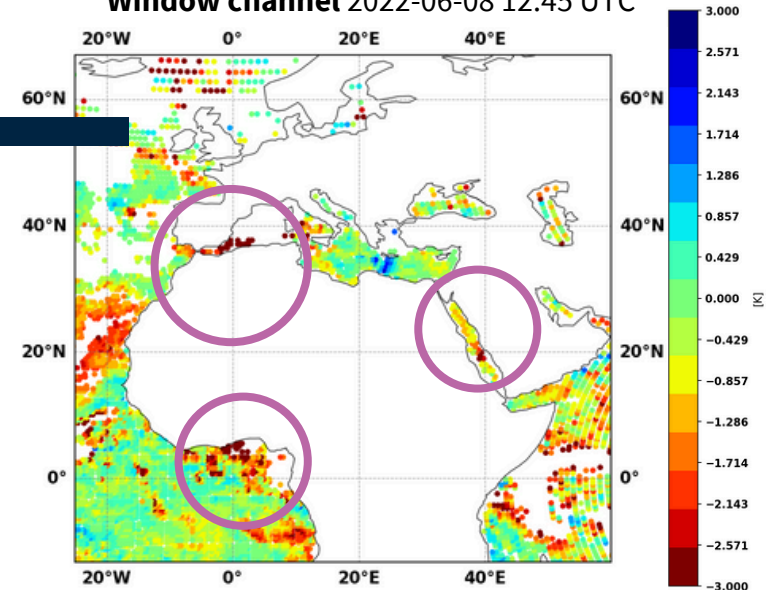 Window channel 2022-06-08 12.45 UTC
20°W 0° 20°E 40°E
60°N 60°N
40°N 40°N
20°N 20°N
0° 0°
20°W 0° 20°E 40°E
3.000
2.571
2.143
1.714
1.286
0.857
0.429
0.000
−0.429
−0.857
−1.286
−1.714
−2.143
−2.571
−3.000
[K]